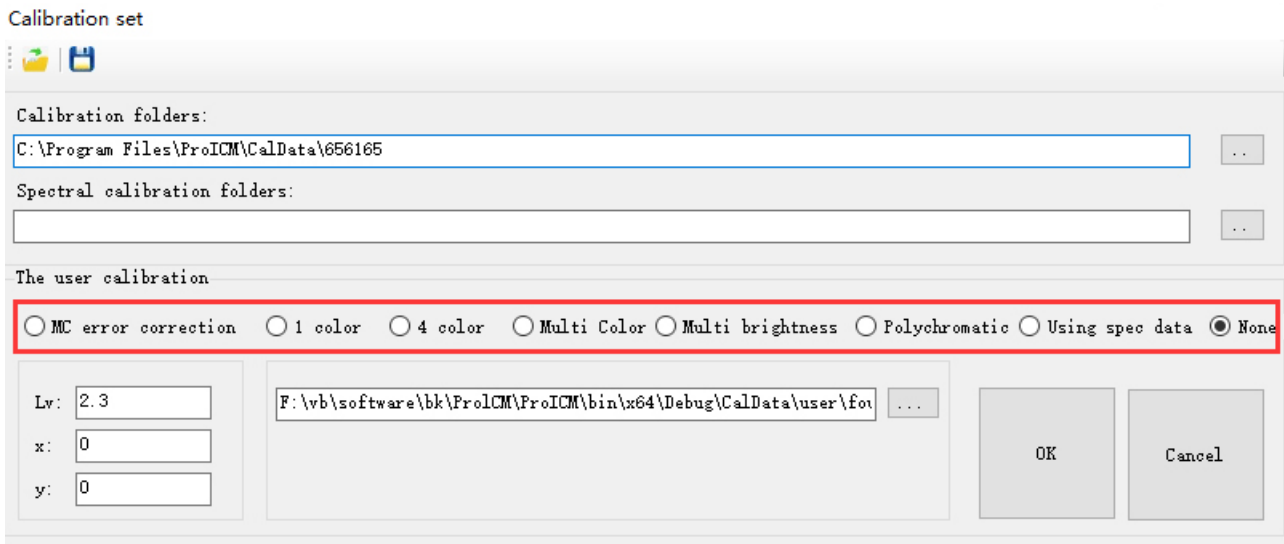 Calibration set
Calibration folders:
C:\Program Files\ProICM\CalData\656165
..
Spectral calibration folders:
..
The user calibration
MC error correction 1 color 4 color Multi Color Multi brightness Polychromatic Using spec data None
Lv: 2.3
F:\vb\software\bk\ProlCM\ProICM\bin\x64\Debug\CalData\user\fou
...
x: 0
y: 0
OK
Cancel